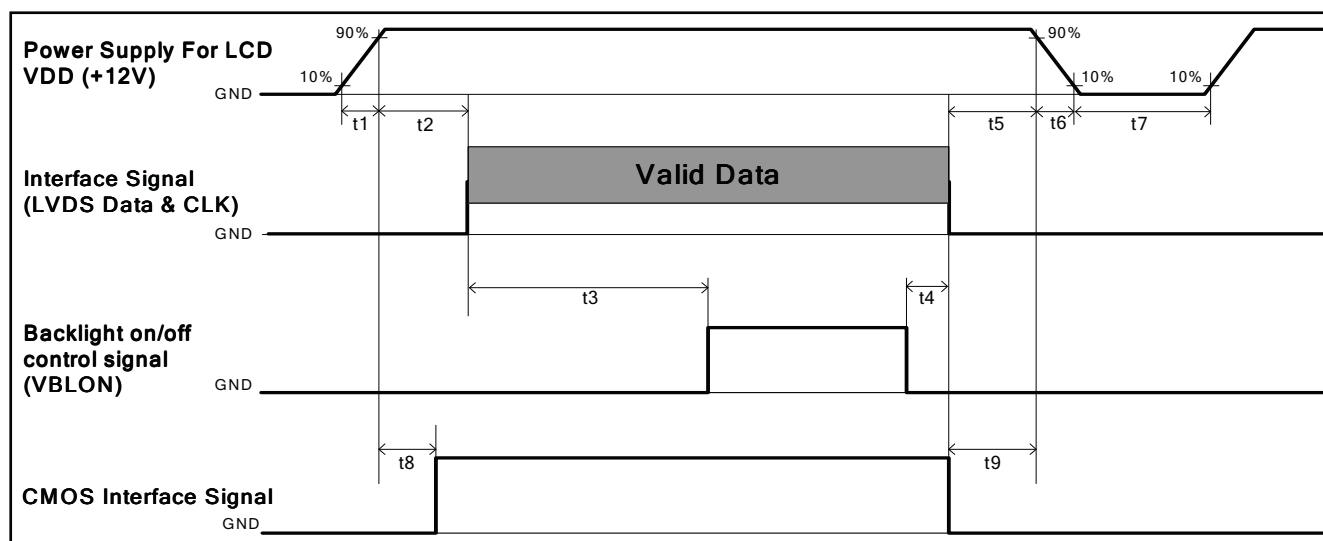 Power Supply For LCD
VDD (+12V)
90%
10%
GND
90%
10%
10%
t1
t2
t5
t6
t7
Interface Signal
(LVDS Data & CLK)
GND
Valid Data
t3
t4
Backlight on/off
control signal
(VBLON)
GND
t8
t9
CMOS Interface Signal
GND